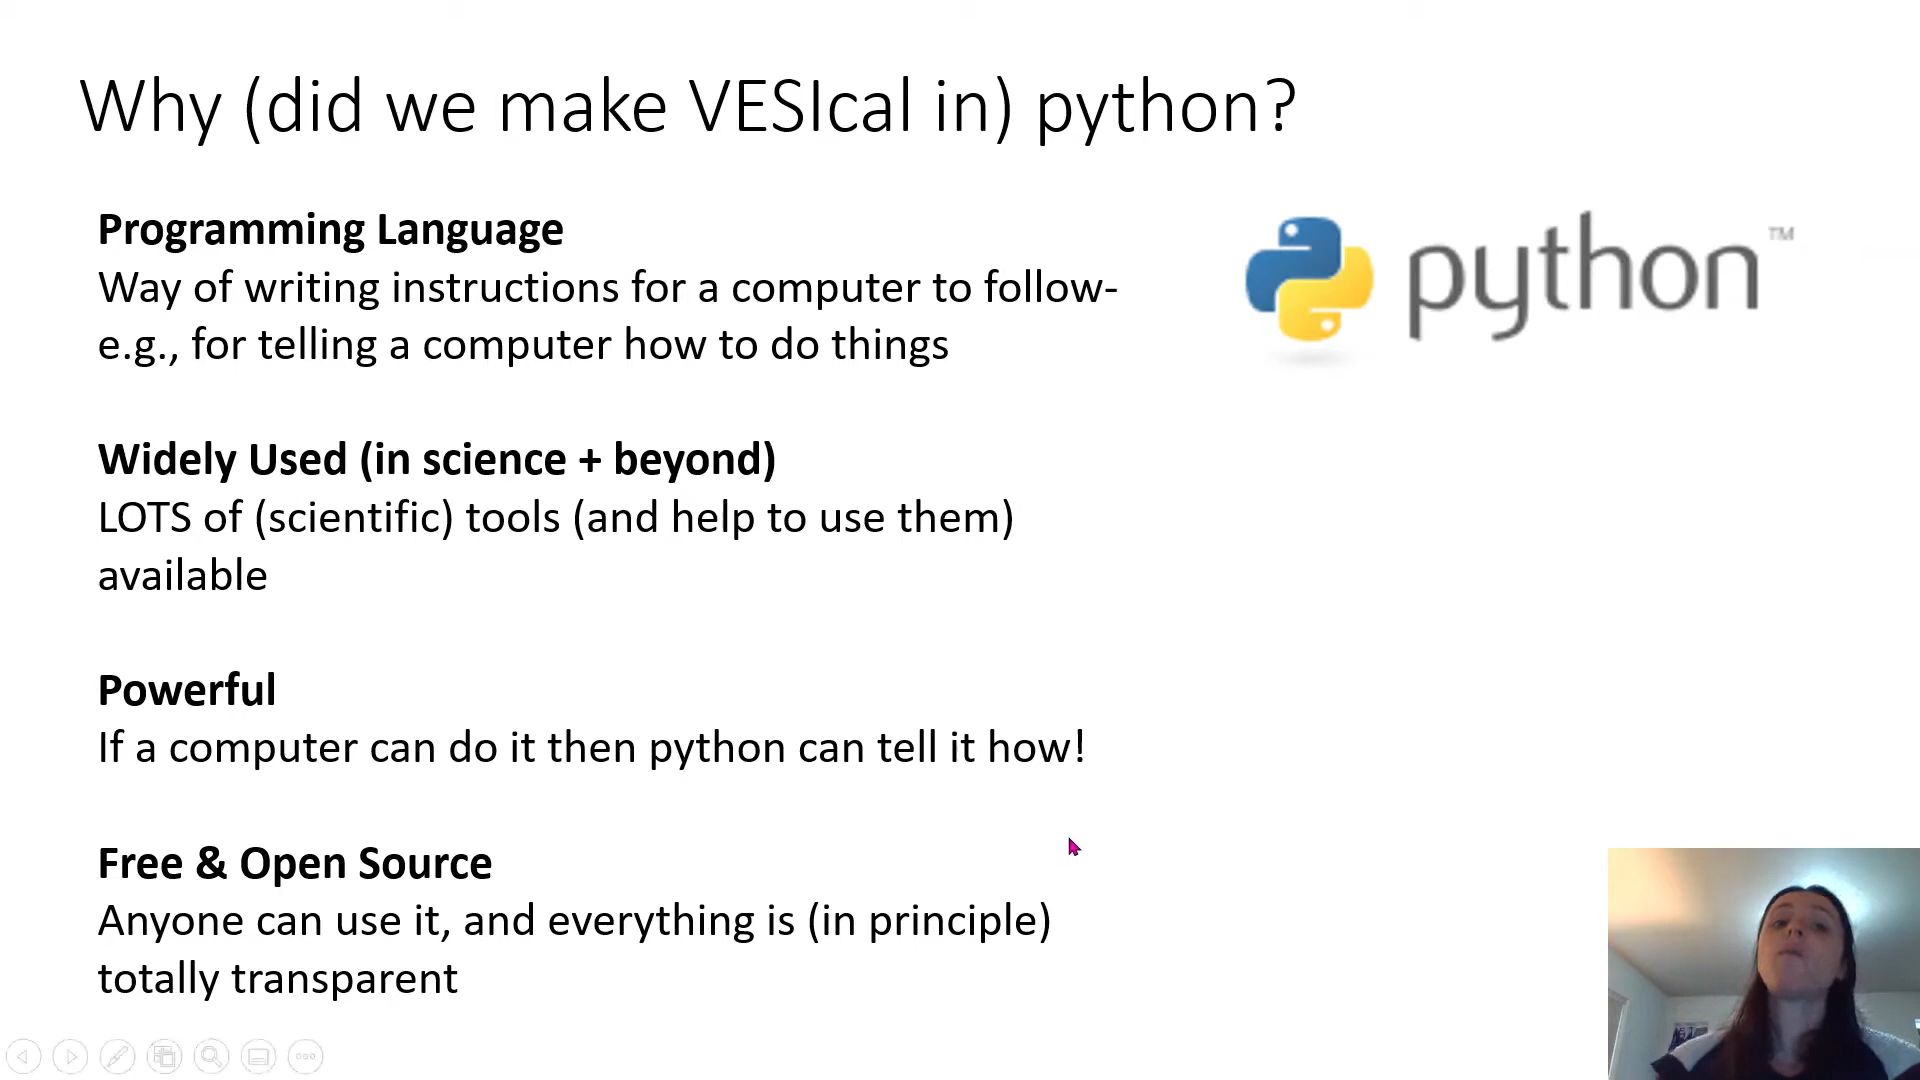 Why (did we make VESIcal in) python?
Programming Language
Way of writing instructions for a computer to follow-
e.g., for telling a computer how to do things
python™
Widely Used (in science + beyond)
LOTS of (scientific) tools (and help to use them)
available
Powerful
If a computer can do it then python can tell it how!
Free & Open Source
Anyone can use it, and everything is (in principle)
totally transparent